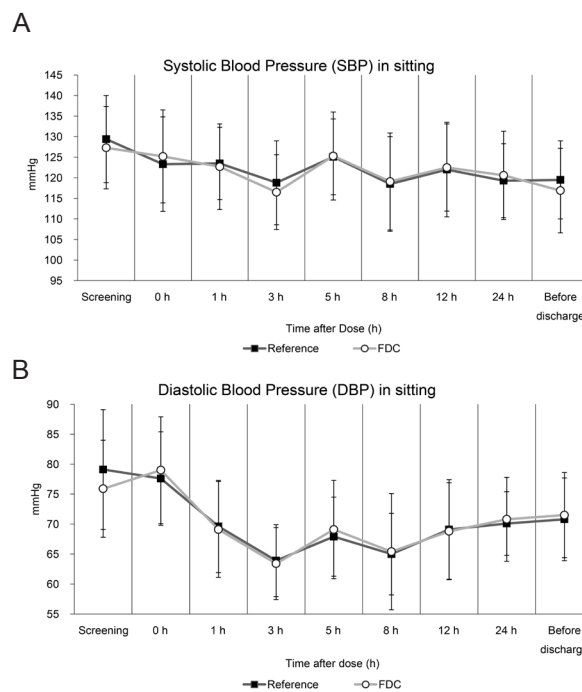 A
Systolic Blood Pressure (SBP) in sitting
145
140
135
130
125
120
115
110
105
100
95
mmHg
Screening 0 h 1 h 3 h 5 h 8 h 12 h 24 h Before
discharge
Time after Dose (h)
Reference FDC
B
Diastolic Blood Pressure (DBP) in sitting
90
85
80
75
70
65
60
55
mmHg
Screening 0 h 1 h 3 h 5 h 8 h 12 h 24 h Before
discharge
Time after dose (h)
Reference FDC